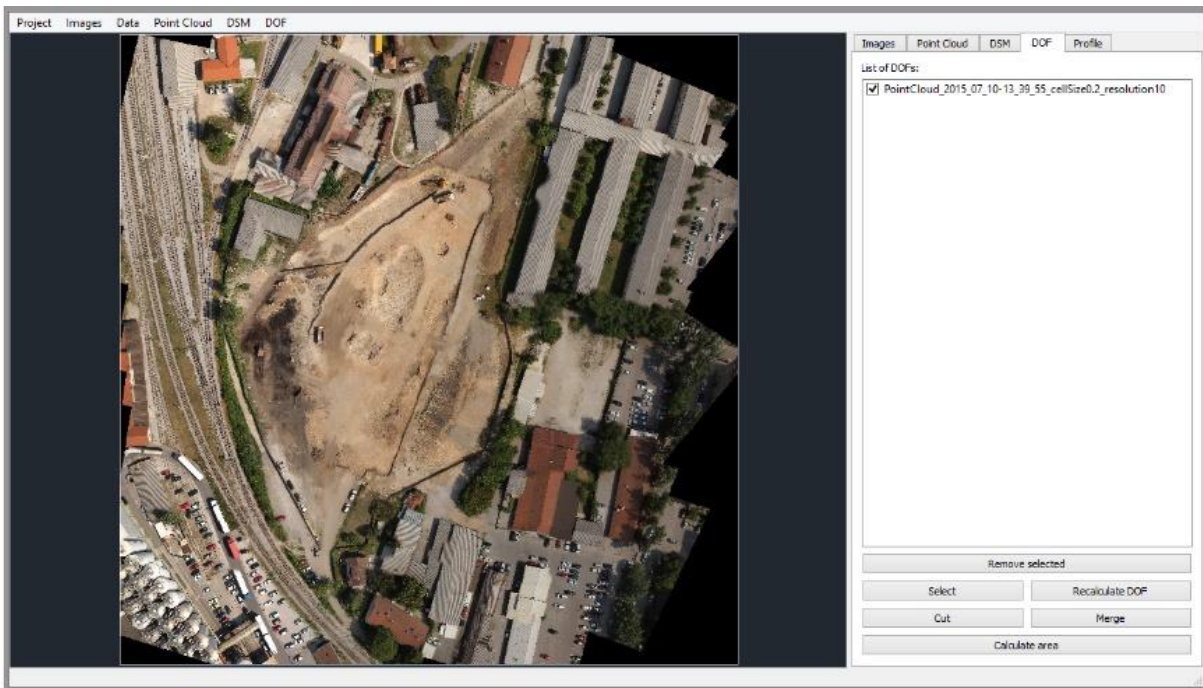 Project Images Data Point Cloud DSM DOF
Images Point Cloud DSM DOF Profile
List of DOFs:
PointCloud_2015_07_10-13_39_55_cellSize0.2_resolution10
Remove selected
Select Recalculate DOF
Cut Merge
Calculate area